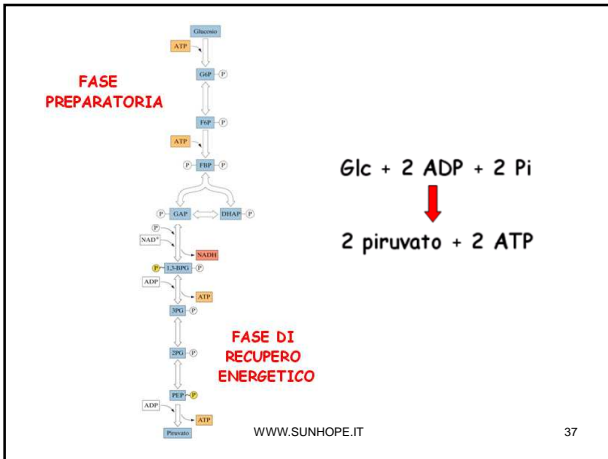 Glucosio
ATP
G6P P
FASE
PREPARATORIA
F6P P
ATP
P FBP P
P GAP DHAP P
P
NAD+
NADH
P 1,3-BPG P
ADP
ATP
3PG P
2PG P
PEP P
ADP
ATP
Piruvato
FASE DI
RECUPERO
ENERGETICO
Glc + 2 ADP + 2 Pi
2 piruvato + 2 ATP
WWW.SUNHOPE.IT
37